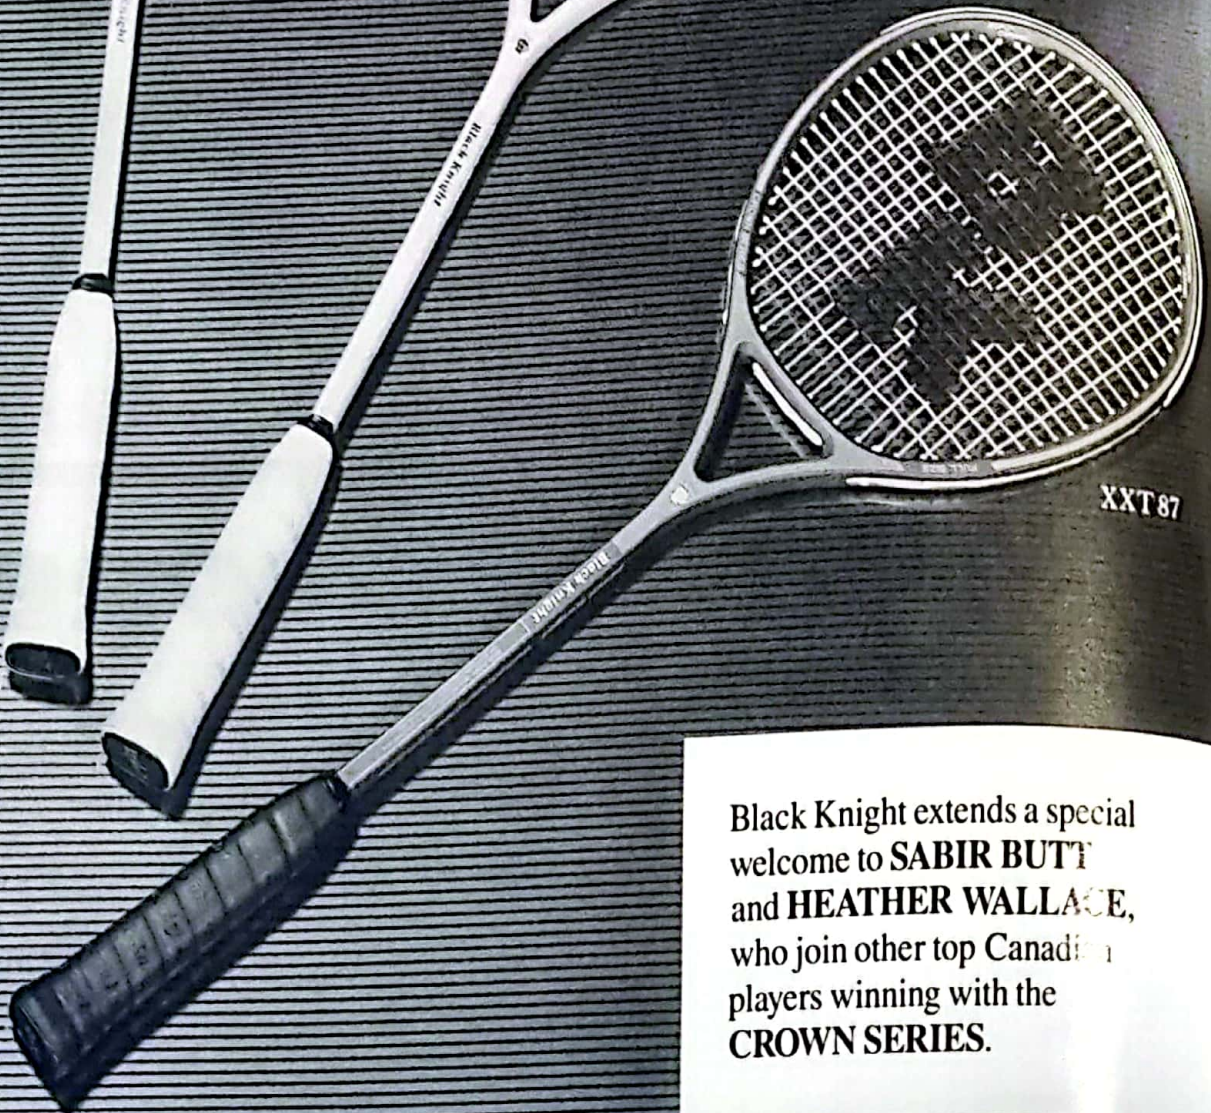 Knight
Black Knight
XXT 87
Black Knight
Black Knight extends a special
welcome to SABIR BUTT
and HEATHER WALLACE,
who join other top Canadian
players winning with the
CROWN SERIES.